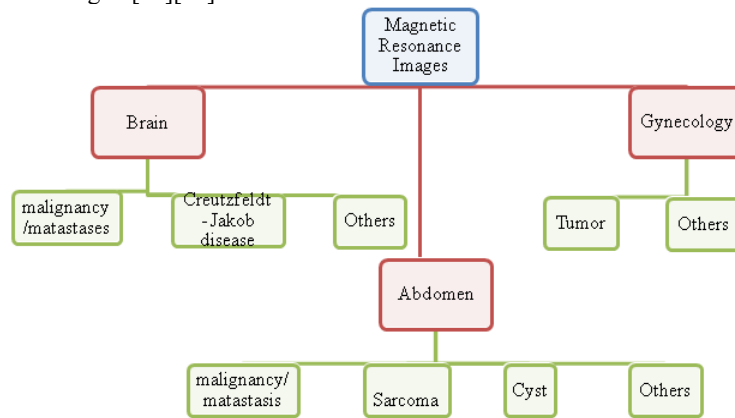 Magnetic
Resonance
Images
Brain
Gynecology
malignancy
/matastases
Creutzfeldt
-Jakob
disease
Others
Tumor
Others
Abdomen
malignancy/
matastasis
Sarcoma
Cyst
Others